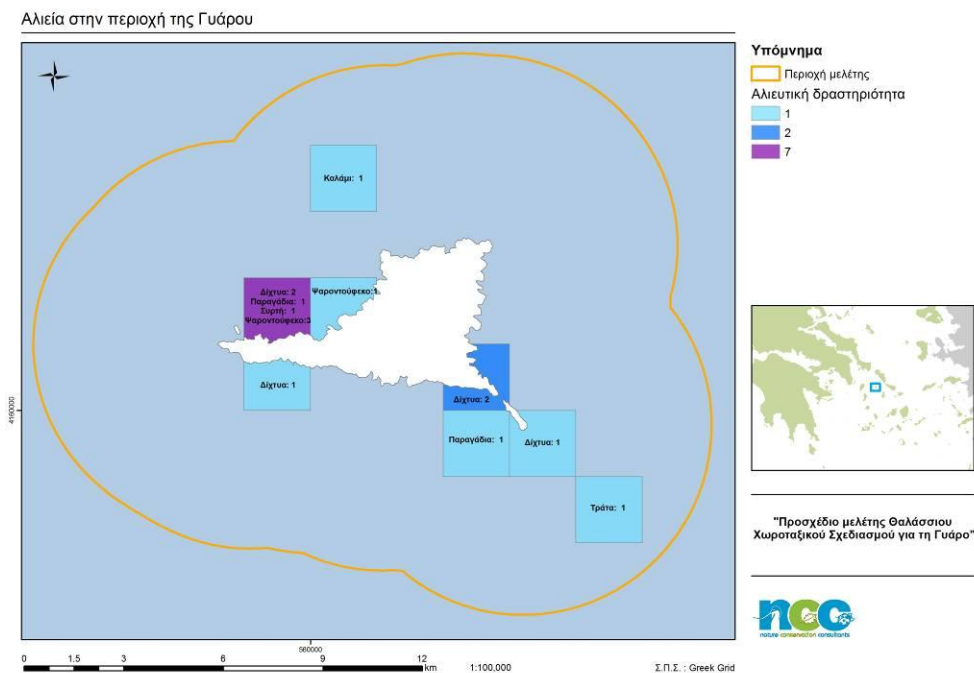 Αλιεία στην περιοχή της Γυάρου
Υπόμνημα
Περιοχή μελέτης
Αλιευτική δραστηριότητα
1
2
7
Καλάμι: 1
Δίχτυα: 2
Παραγάδια: 1
Συρτή: 1
Ψαροντούφεκο:3
Ψαροντούφεκο:1
Δίχτυα: 1
Δίχτυα: 2
Παραγάδια: 1
Δίχτυα: 1
Τράτα: 1
4160000
560000
"Προσχέδιο μελέτης Θαλάσσιου
Χωροταξικού Σχεδιασμού για τη Γυάρο"
ncc
nature conservation consultants
0 1.5 3 6 9 12
km
1:100,000
Σ.Π.Σ. : Greek Grid